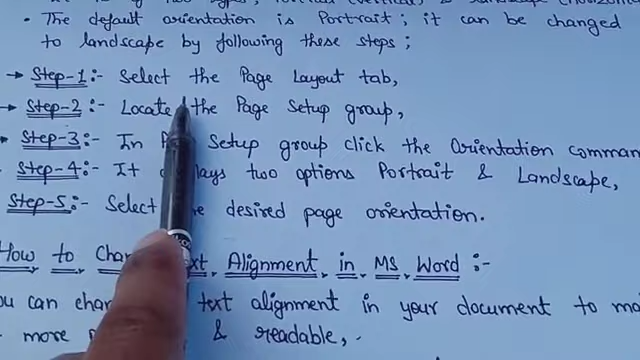 • The default orientation is Portrait; it can be changed
to landscape by following these steps;
→ Step-1:- Select the Page Layout tab,
→ Step-2:- Locate the Page Setup group,
Step-3:- In Setup group click the Orientation comman
Step-4:- It two options Portrait & Landscape,
Step-5:- Select desired page orientation.
How to Alignment, in, MS, Word:-
can text alignment in your document to
more & readable,